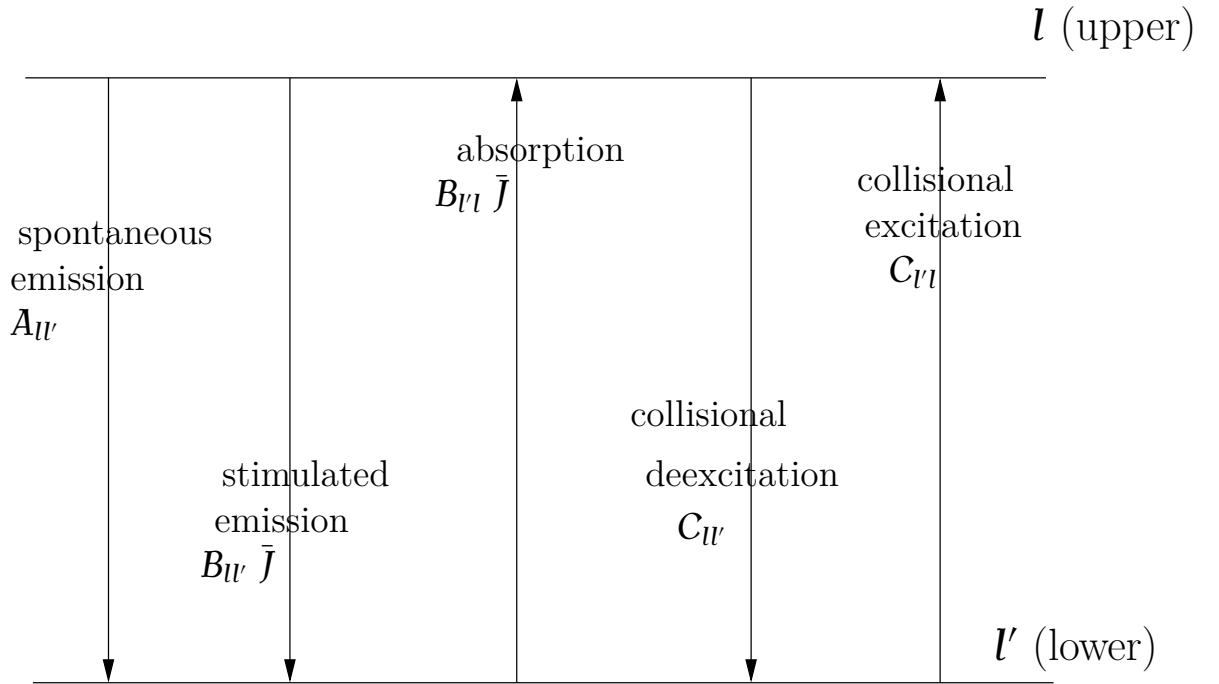 l (upper)
spontaneous
emission
A_{ll'}
stimulated
emission
B_{ll'} J̄
absorption
B_{l'l} J̄
collisional
deexcitation
C_{ll'}
collisional
excitation
C_{l'l}
l' (lower)